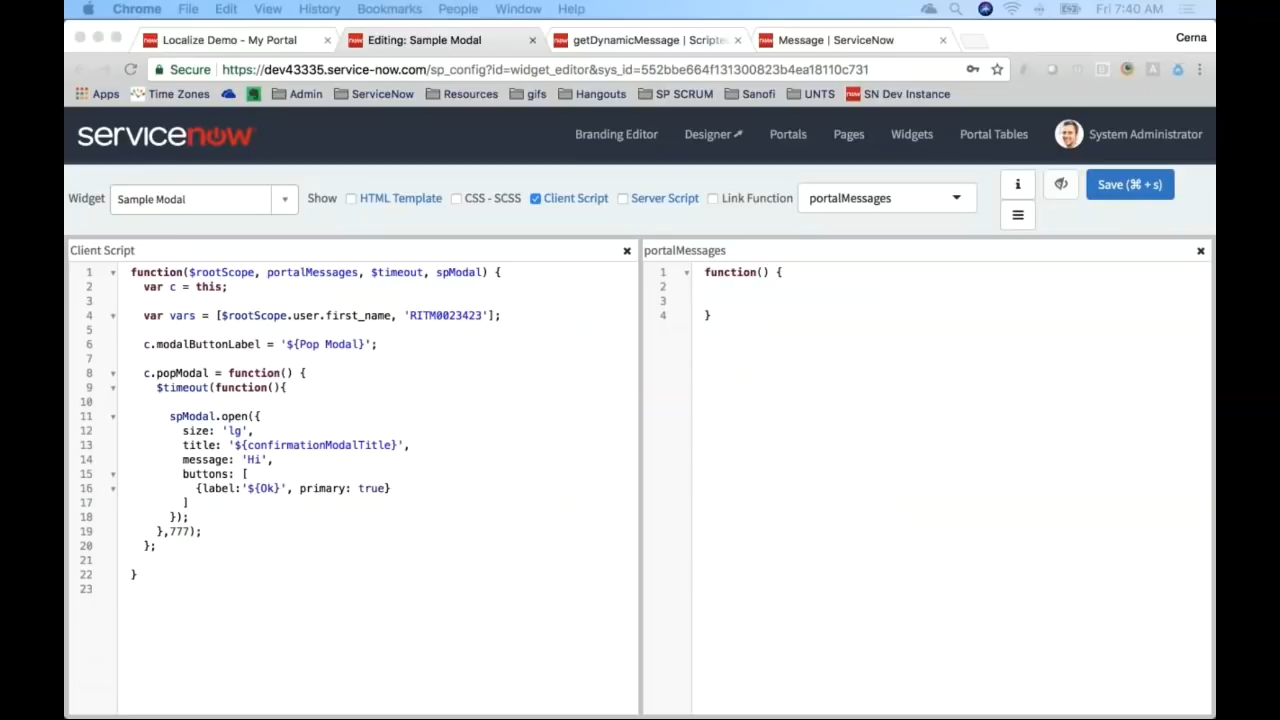 Chrome File Edit View History Bookmarks People Window Help Fri 7:40 AM
Localize Demo - My Portal Editing: Sample Modal getDynamicMessage | Scripte Message | ServiceNow Cerna
Secure https://dev43335.service-now.com/sp_config?id=widget_editor&sys_id=552bbe664f131300823b4ea18110c731
Apps Time Zones Admin ServiceNow Resources gifs Hangouts SP SCRUM Sanofi UNTS SN Dev Instance
servicenow Branding Editor Designer Portals Pages Widgets Portal Tables System Administrator
Widget Sample Modal Show HTML Template CSS - SCSS Client Script Server Script Link Function portalMessages Save (⌘ + s)
Client Script
1 function($rootScope, portalMessages, $timeout, spModal) {
2 var c = this;
3
4 var vars = [$rootScope.user.first_name, 'RITM0023423'];
5
6 c.modalButtonLabel = '${Pop Modal}';
7
8 c.popModal = function() {
9 $timeout(function(){
10
11 spModal.open({
12 size: 'lg',
13 title: '${confirmationModalTitle}',
14 message: 'Hi',
15 buttons: [
16 {label:'${Ok}', primary: true}
17 ]
18 });
19 },777);
20 };
21
22 }
23
portalMessages
1 function() {
2
3
4 }